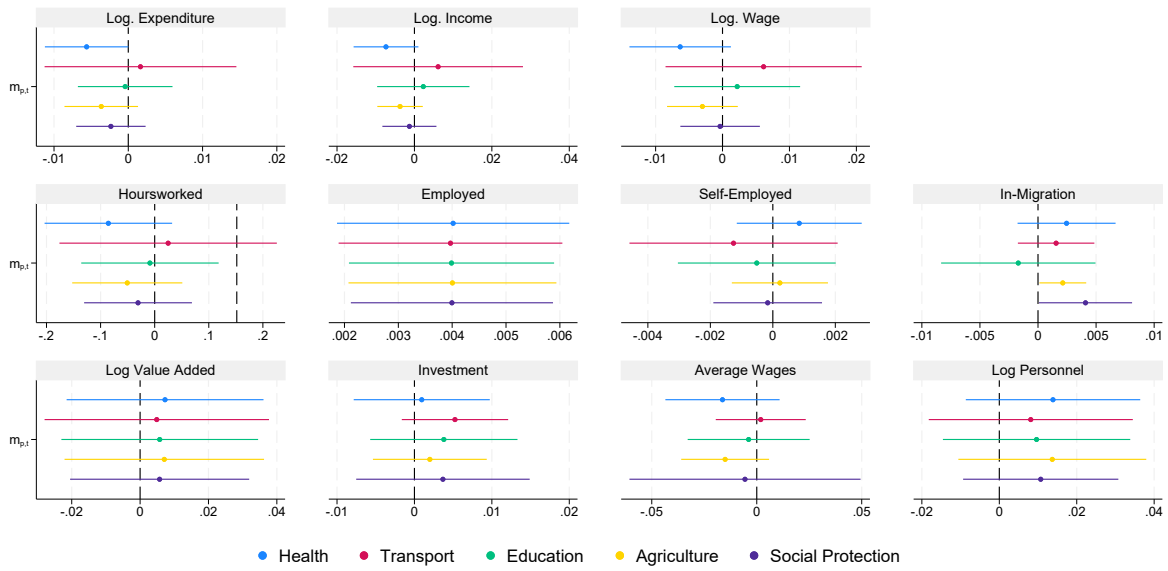 Log. Expenditure Log. Income Log. Wage
m_p,t
-.01 0 .01 .02 -.02 0 .02 .04 -.01 0 .01 .02
Hoursworked Employed Self-Employed In-Migration
m_p,t
-.2 -.1 0 .1 .2 .002 .003 .004 .005 .006 -.004 -.002 0 .002 -.01 -.005 0 .005 .01
Log Value Added Investment Average Wages Log Personnel
m_p,t
-.02 0 .02 .04 -.01 0 .01 .02 -.05 0 .05 -.02 0 .02 .04
Health Transport Education Agriculture Social Protection